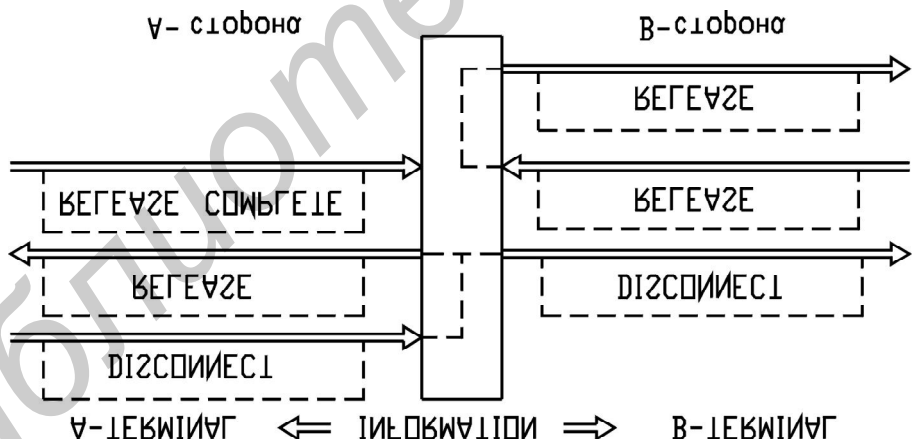 A-TERMINAL INFORMATION B-TERMINAL
DISCONNECT
RELEASE DISCONNECT
RELEASE COMPLETE RELEASE
RELEASE
A- сторона B-сторона